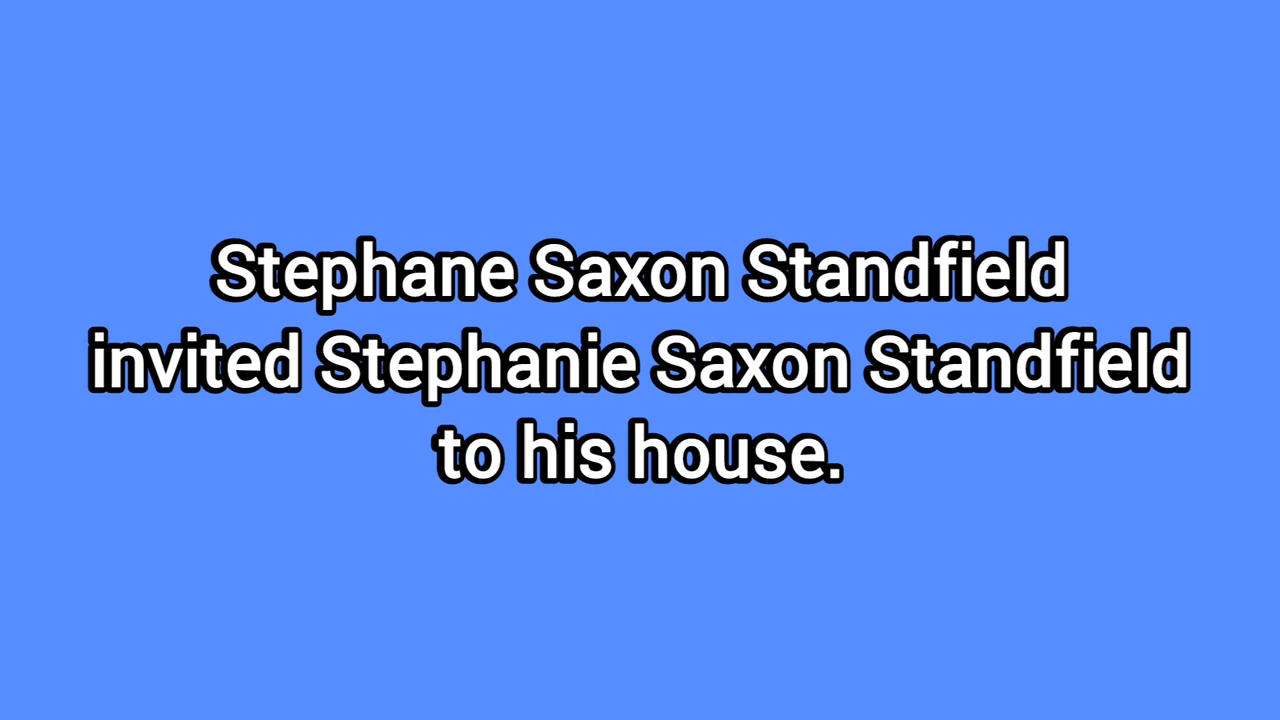 Stephane Saxon Standfield
invited Stephanie Saxon Standfield
to his house.